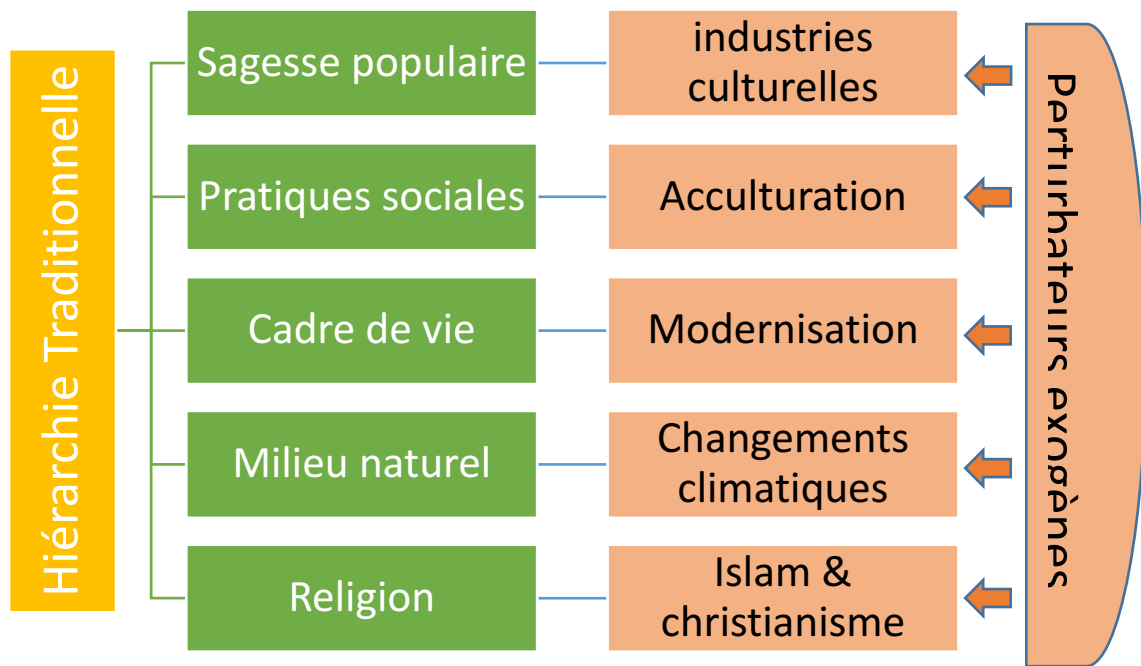 Hiérarchie Traditionnelle
Sagesse populaire
industries
culturelles
Pratiques sociales
Acculturation
Cadre de vie
Modernisation
Milieu naturel
Changements
climatiques
Religion
Islam &
christianisme
Perturbateurs exogènes